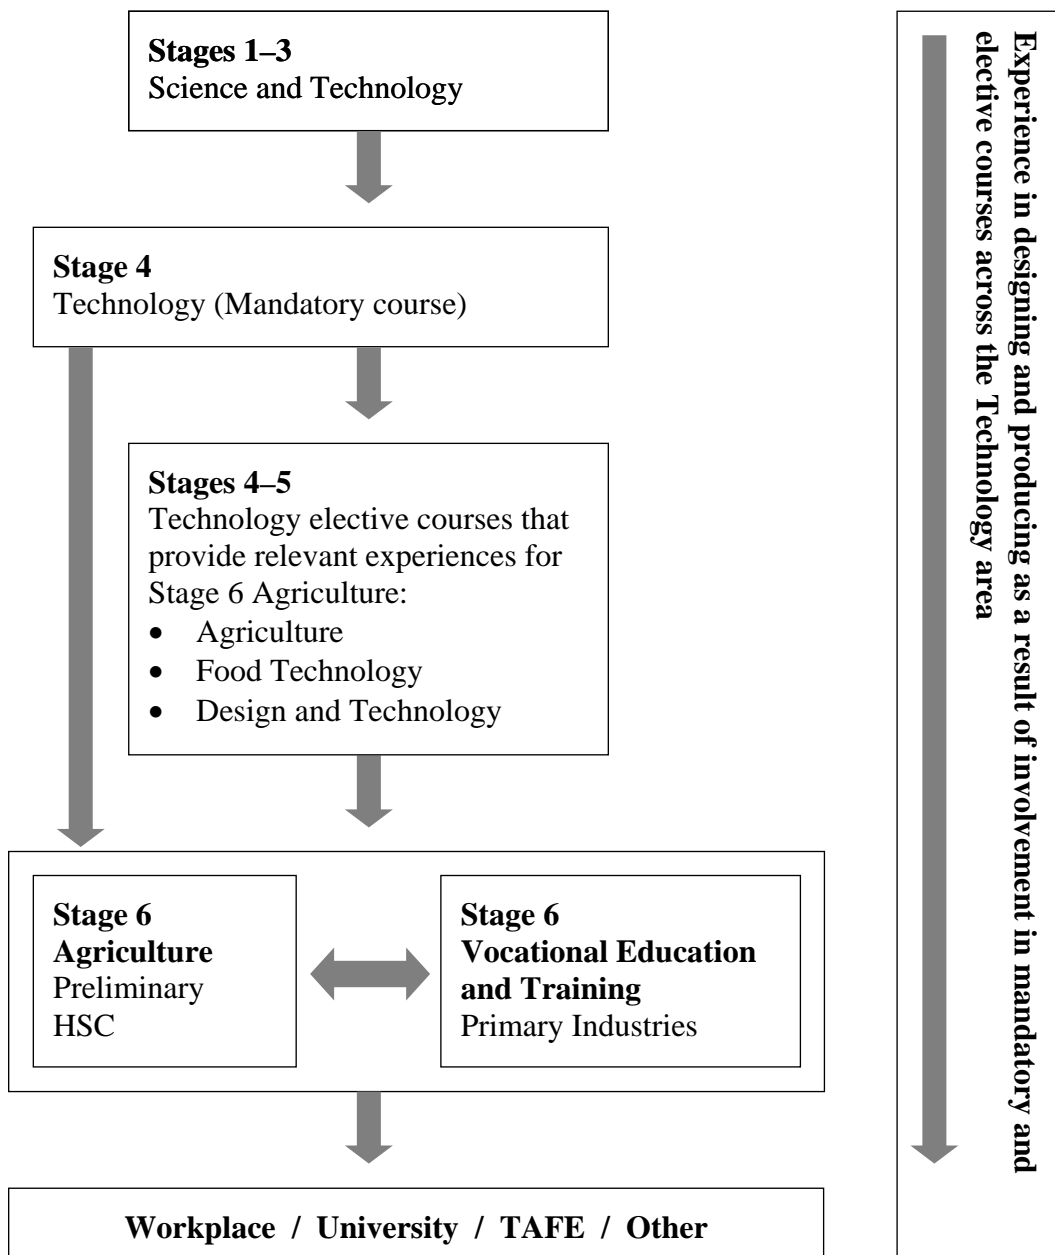 Stages 1–3
Science and Technology
Stage 4
Technology (Mandatory course)
Stages 4–5
Technology elective courses that
provide relevant experiences for
Stage 6 Agriculture:
• Agriculture
• Food Technology
• Design and Technology
Stage 6
Agriculture
Preliminary
HSC
Stage 6
Vocational Education
and Training
Primary Industries
Workplace / University / TAFE / Other
Experience in designing and producing as a result of involvement in mandatory and
elective courses across the Technology area